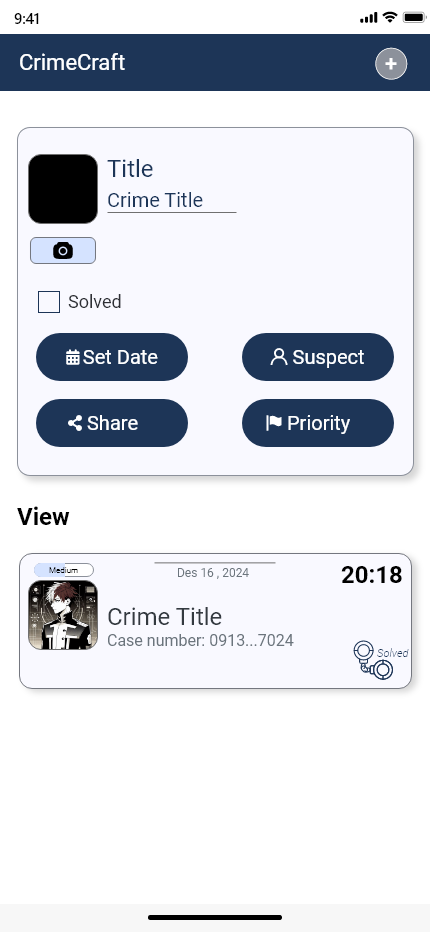 9:41
CrimeCraft
Title
Crime Title
Solved
Set Date
Suspect
Share
Priority
View
Medium
Des 16 , 2024
20:18
Crime Title
Case number: 0913...7024
Solved